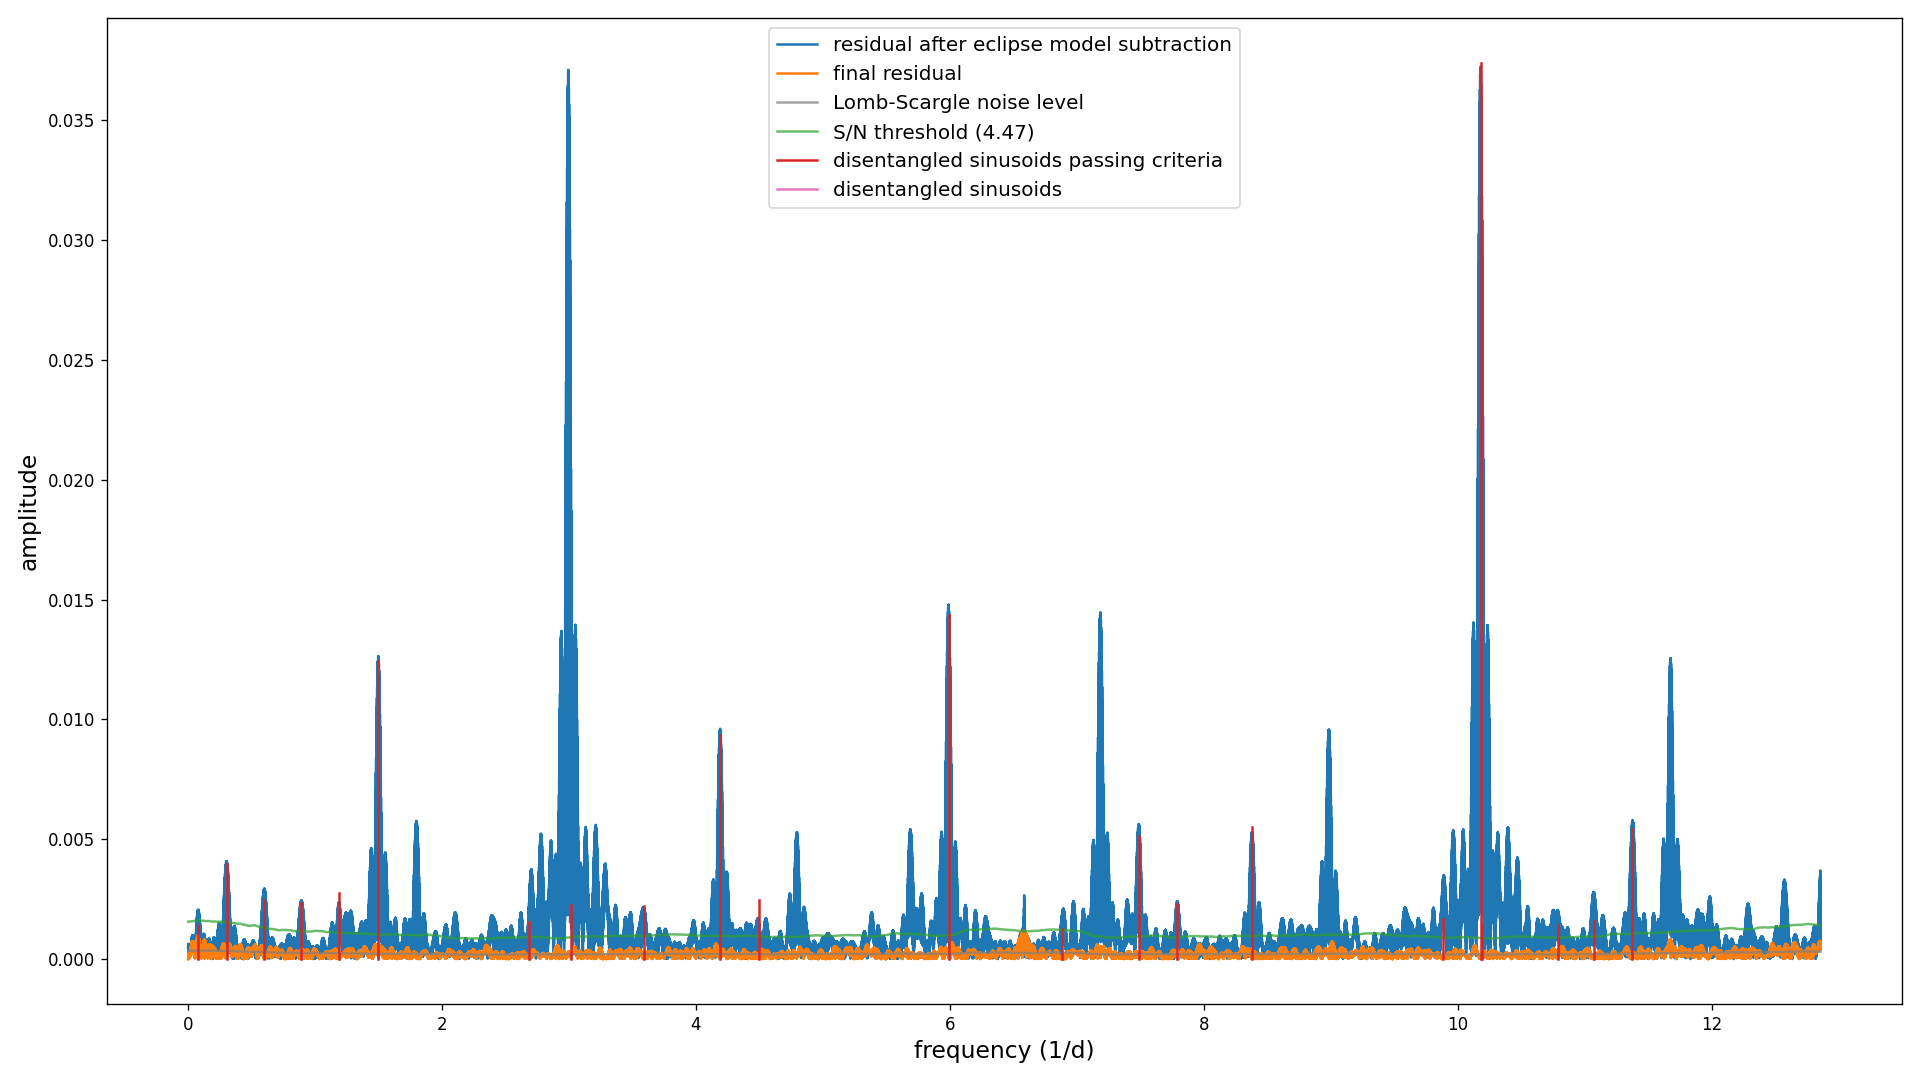 residual after eclipse model subtraction
final residual
Lomb-Scargle noise level
S/N threshold (4.47)
disentangled sinusoids passing criteria
disentangled sinusoids
0.035
0.030
0.025
0.020
0.015
0.010
0.005
0.000
amplitude
0 2 4 6 8 10 12
frequency (1/d)